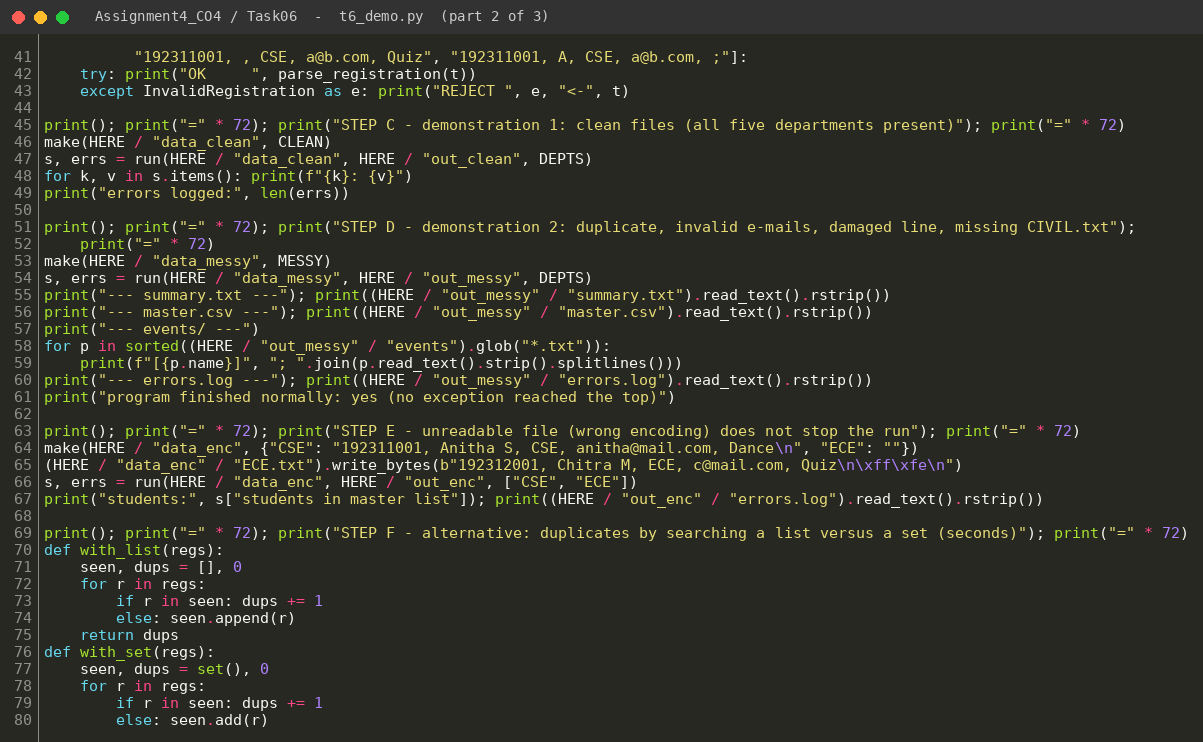 Assignment4_CO4 / Task06  -  t6_demo.py  (part 2 of 3)
41           "192311001, , CSE, a@b.com, Quiz", "192311001, A, CSE, a@b.com, ;"]:
42     try: print("OK     ", parse_registration(t))
43     except InvalidRegistration as e: print("REJECT ", e, "<-", t)
44
45 print(); print("=" * 72); print("STEP C - demonstration 1: clean files (all five departments present)"); print("=" * 72)
46 make(HERE / "data_clean", CLEAN)
47 s, errs = run(HERE / "data_clean", HERE / "out_clean", DEPTS)
48 for k, v in s.items(): print(f"{k}: {v}")
49 print("errors logged:", len(errs))
50
51 print(); print("=" * 72); print("STEP D - demonstration 2: duplicate, invalid e-mails, damaged line, missing CIVIL.txt");
52     print("=" * 72)
53 make(HERE / "data_messy", MESSY)
54 s, errs = run(HERE / "data_messy", HERE / "out_messy", DEPTS)
55 print("--- summary.txt ---"); print((HERE / "out_messy" / "summary.txt").read_text().rstrip())
56 print("--- master.csv ---"); print((HERE / "out_messy" / "master.csv").read_text().rstrip())
57 print("--- events/ ---")
58 for p in sorted((HERE / "out_messy" / "events").glob("*.txt")):
59     print(f"[{p.name}]", "; ".join(p.read_text().strip().splitlines()))
60 print("--- errors.log ---"); print((HERE / "out_messy" / "errors.log").read_text().rstrip())
61 print("program finished normally: yes (no exception reached the top)")
62
63 print(); print("=" * 72); print("STEP E - unreadable file (wrong encoding) does not stop the run"); print("=" * 72)
64 make(HERE / "data_enc", {"CSE": "192311001, Anitha S, CSE, anitha@mail.com, Dance\n", "ECE": ""})
65 (HERE / "data_enc" / "ECE.txt").write_bytes(b"192312001, Chitra M, ECE, c@mail.com, Quiz\n\xff\xfe\n")
66 s, errs = run(HERE / "data_enc", HERE / "out_enc", ["CSE", "ECE"])
67 print("students:", s["students in master list"]); print((HERE / "out_enc" / "errors.log").read_text().rstrip())
68
69 print(); print("=" * 72); print("STEP F - alternative: duplicates by searching a list versus a set (seconds)"); print("=" * 72)
70 def with_list(regs):
71     seen, dups = [], 0
72     for r in regs:
73         if r in seen: dups += 1
74         else: seen.append(r)
75     return dups
76 def with_set(regs):
77     seen, dups = set(), 0
78     for r in regs:
79         if r in seen: dups += 1
80         else: seen.add(r)